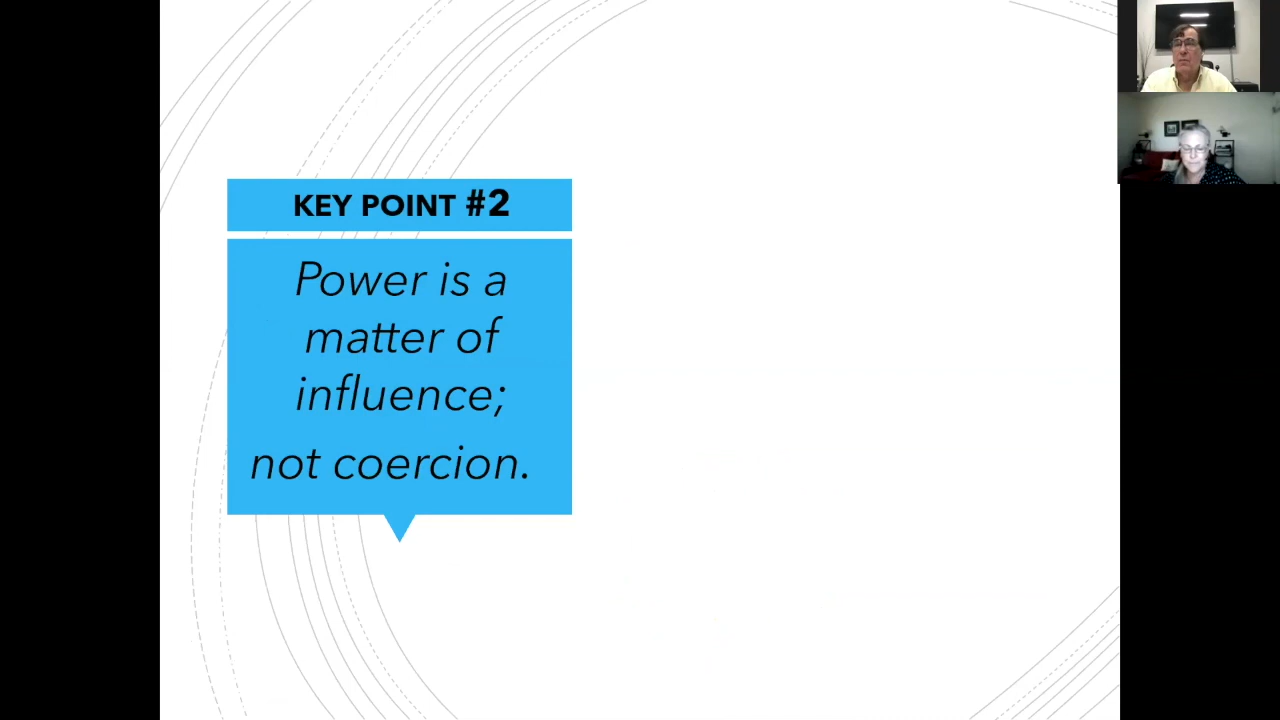 KEY POINT #2
Power is a
matter of
influence;
not coercion.